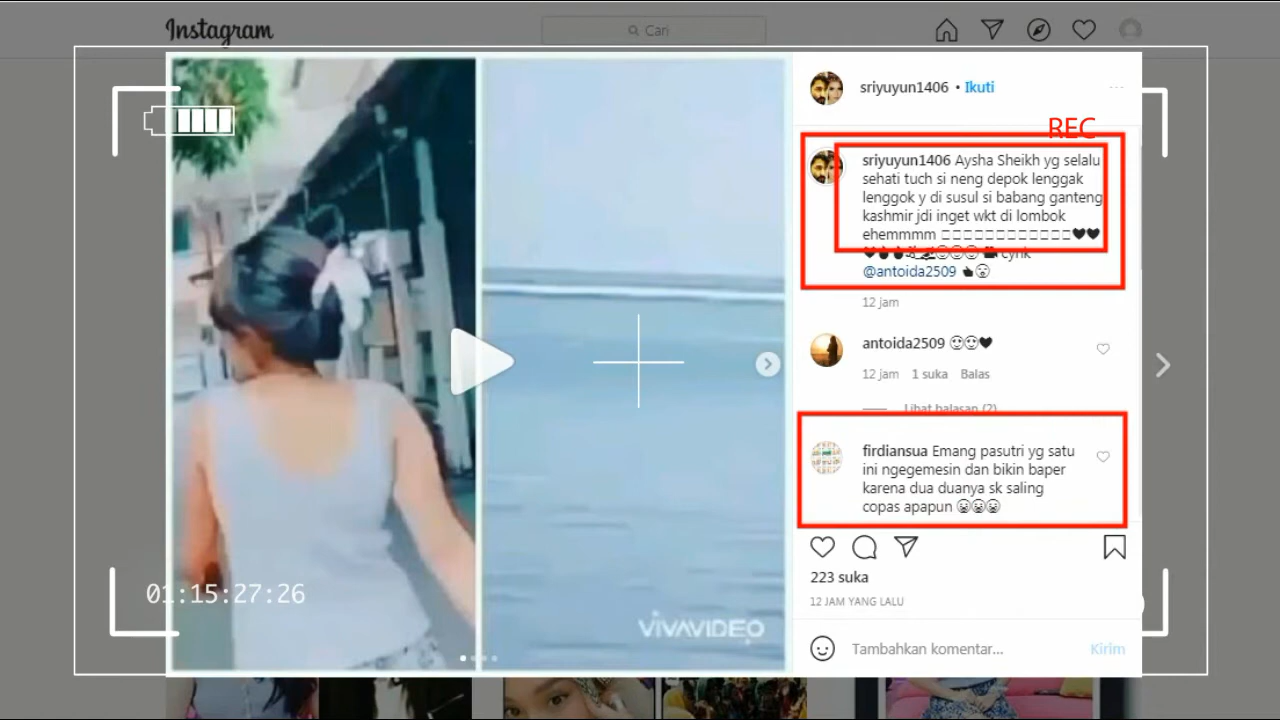 Instagram
Cari
sriyuyun1406 • Ikuti
REC
sriyuyun1406 Aysha Sheikh yg selalu
sehati tuch si neng depok lenggak
lenggok y di susul si babang ganteng
kashmir jdi inget wkt di lombok
ehemmmm
cyrik
@antoida2509
12 jam
antoida2509
12 jam 1 suka Balas
Lihat balasan (2)
firdiansua Emang pasutri yg satu
ini ngegemesin dan bikin baper
karena dua duanya sk saling
copas apapun
223 suka
12 JAM YANG LALU
Tambahkan komentar... Kirim
01:15:27:26
VIVAVIDEO